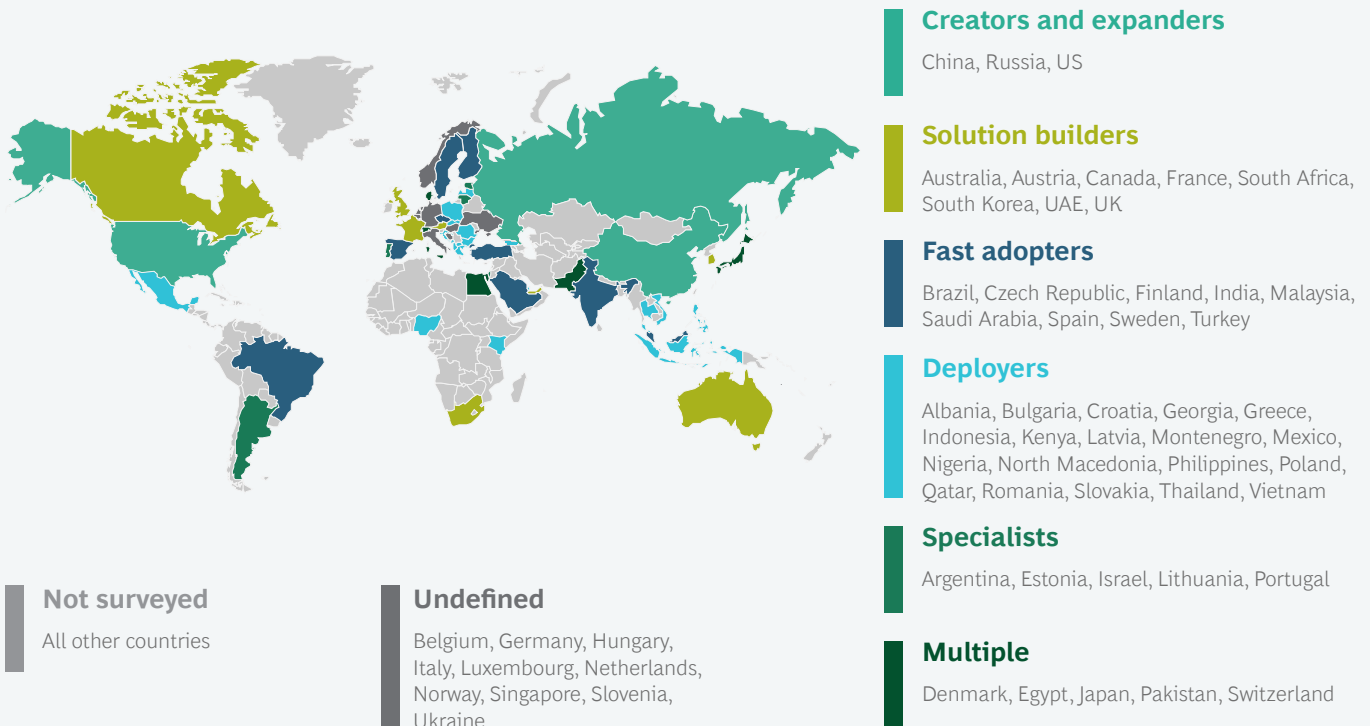 Creators and expanders
China, Russia, US
Solution builders
Australia, Austria, Canada, France, South Africa,
South Korea, UAE, UK
Fast adopters
Brazil, Czech Republic, Finland, India, Malaysia,
Saudi Arabia, Spain, Sweden, Turkey
Deployers
Albania, Bulgaria, Croatia, Georgia, Greece,
Indonesia, Kenya, Latvia, Montenegro, Mexico,
Nigeria, North Macedonia, Philippines, Poland,
Qatar, Romania, Slovakia, Thailand, Vietnam
Specialists
Argentina, Estonia, Israel, Lithuania, Portugal
Multiple
Denmark, Egypt, Japan, Pakistan, Switzerland
Not surveyed
All other countries
Undefined
Belgium, Germany, Hungary,
Italy, Luxembourg, Netherlands,
Norway, Singapore, Slovenia,
Ukraine